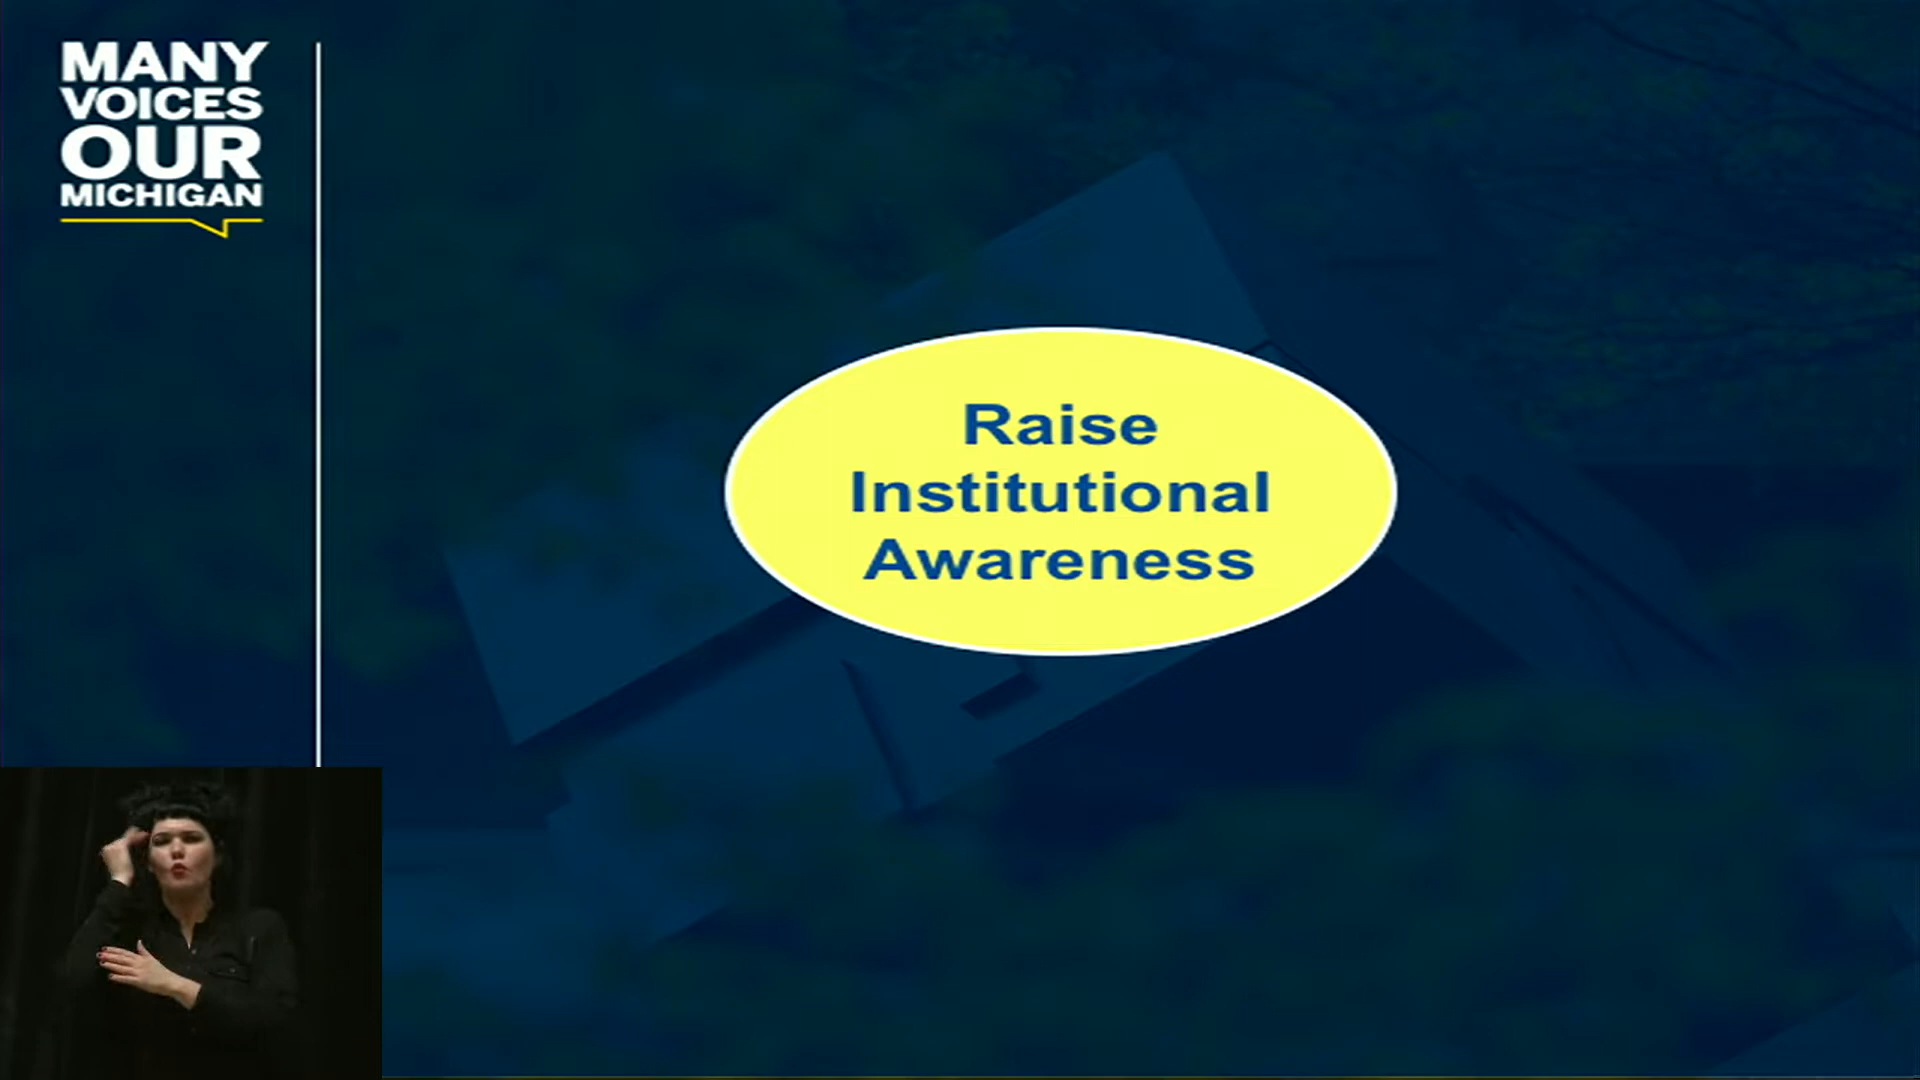 MANY
VOICES
OUR
MICHIGAN
Raise
Institutional
Awareness